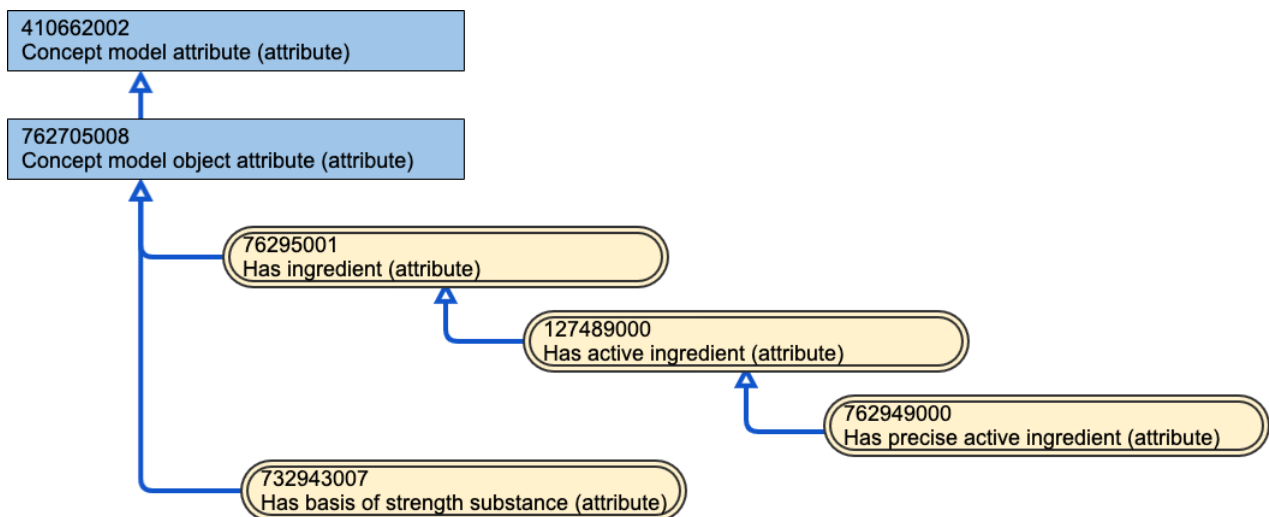 410662002
Concept model attribute (attribute)
762705008
Concept model object attribute (attribute)
76295001
Has ingredient (attribute)
127489000
Has active ingredient (attribute)
762949000
Has precise active ingredient (attribute)
732943007
Has basis of strength substance (attribute)